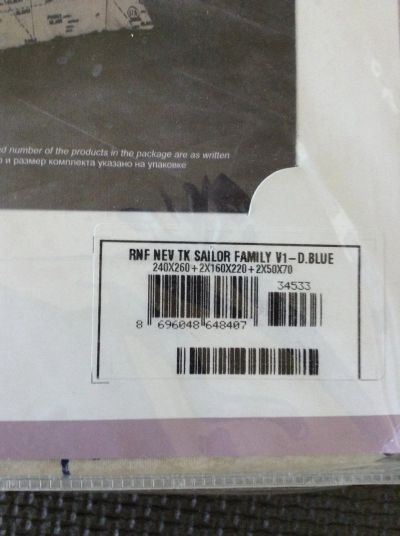 d number of the products in the package are as written
о и размер комплекта указано на упаковке
RNF NEV TK SAILOR FAMILY V1-D.BLUE
240X260+2X160X220+2X50X70
34533
8 696048 648407